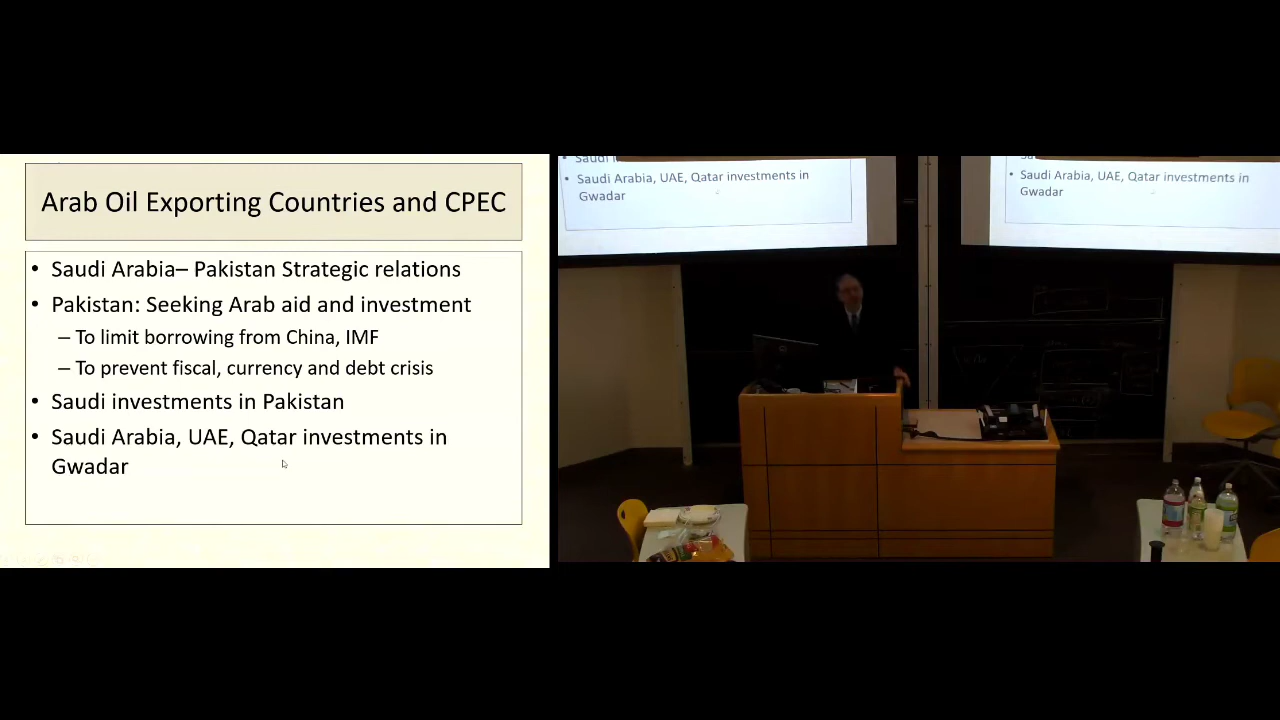 Arab Oil Exporting Countries and CPEC
• Saudi Arabia– Pakistan Strategic relations
• Pakistan: Seeking Arab aid and investment
– To limit borrowing from China, IMF
– To prevent fiscal, currency and debt crisis
• Saudi investments in Pakistan
• Saudi Arabia, UAE, Qatar investments in
Gwadar
• Saudi
• Saudi Arabia, UAE, Qatar investments in
Gwadar
• Saudi Arabia, UAE, Qatar investments in
Gwadar